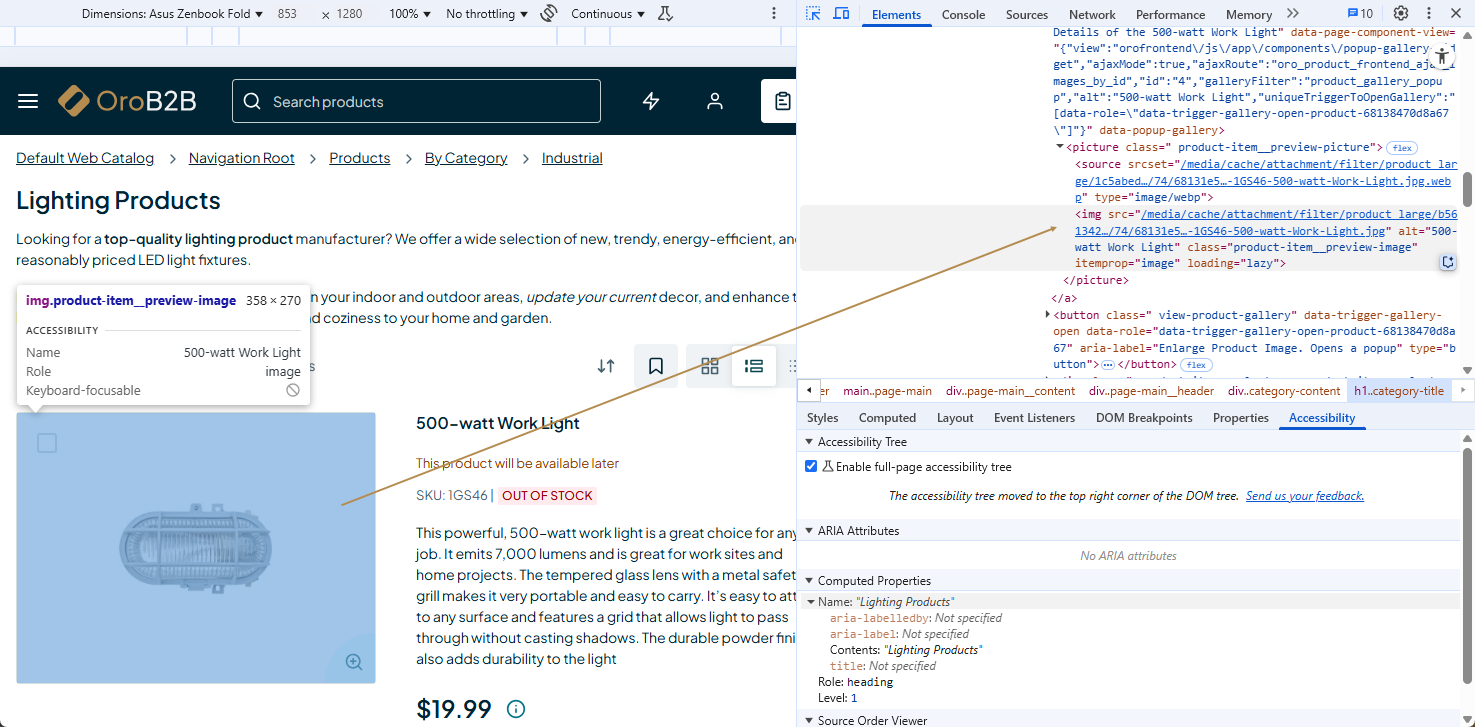 Dimensions: Asus Zenbook Fold ▾ 853 × 1280 100% ▾ No throttling ▾ Continuous ▾
Elements Console Sources Network Performance Memory 10
OroB2B Search products
Default Web Catalog > Navigation Root > Products > By Category > Industrial
Lighting Products
Looking for a top-quality lighting product manufacturer? We offer a wide selection of new, trendy, energy-efficient, an
reasonably priced LED light fixtures.
n your indoor and outdoor areas, update your current decor, and enhance t
d coziness to your home and garden.
img.product-item__preview-image 358 × 270
ACCESSIBILITY
Name 500-watt Work Light
Role image
Keyboard-focusable
s
500-watt Work Light
This product will be available later
SKU: 1GS46 | OUT OF STOCK
This powerful, 500-watt work light is a great choice for any
job. It emits 7,000 lumens and is great for work sites and
home projects. The tempered glass lens with a metal safet
grill makes it very portable and easy to carry. It's easy to att
to any surface and features a grid that allows light to pass
through without casting shadows. The durable powder fini
also adds durability to the light
$19.99
Details of the 500-watt Work Light" data-page-component-view=
"{"view":"orofrontend\/js\/app\/components\/popup-gallery-
get","ajaxMode":true,"ajaxRoute":"oro_product_frontend_aja
mages_by_id","id":"4","galleryFilter":"product_gallery_popu
p","alt":"500-watt Work Light","uniqueTriggerToOpenGallery":"
[data-role=\"data-trigger-gallery-open-product-68138470d8a67
\"]"}" data-popup-gallery>
<picture class=" product-item__preview-picture"> flex
<source srcset="/media/cache/attachment/filter/product_lar
ge/1c5abed…/74/68131e5…-1GS46-500-watt-Work-Light.jpg.web
p" type="image/webp">
<img src="/media/cache/attachment/filter/product_large/b56
1342…/74/68131e5…-1GS46-500-watt-Work-Light.jpg" alt="500-
watt Work Light" class="product-item__preview-image"
itemprop="image" loading="lazy">
</picture>
</a>
<button class=" view-product-gallery" data-trigger-gallery-
open data-role="data-trigger-gallery-open-product-68138470d8a
67" aria-label="Enlarge Product Image. Opens a popup" type="b
utton"> … </button> flex
er main..page-main div..page-main__content div..page-main__header div..category-content h1..category-title
Styles Computed Layout Event Listeners DOM Breakpoints Properties Accessibility
Accessibility Tree
Enable full-page accessibility tree
The accessibility tree moved to the top right corner of the DOM tree. Send us your feedback.
ARIA Attributes
No ARIA attributes
Computed Properties
Name: "Lighting Products"
aria-labelledby: Not specified
aria-label: Not specified
Contents: "Lighting Products"
title: Not specified
Role: heading
Level: 1
Source Order Viewer